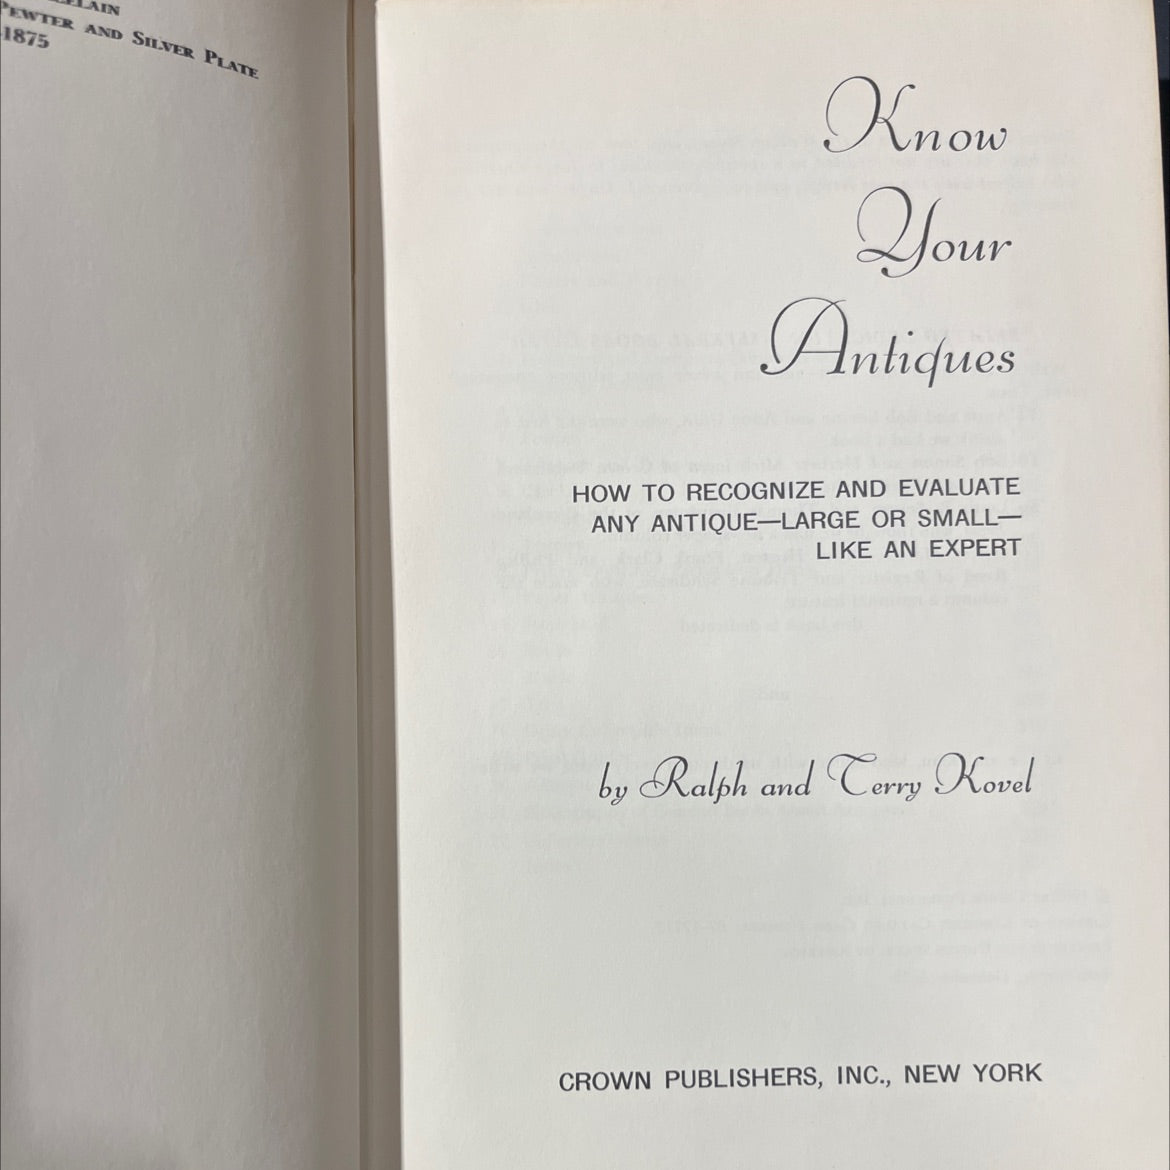 Pewter and Silver Plate
-1875
Know
Your
Antiques
HOW TO RECOGNIZE AND EVALUATE
ANY ANTIQUE—LARGE OR SMALL—
LIKE AN EXPERT
by Ralph and Terry Kovel
CROWN PUBLISHERS, INC., NEW YORK